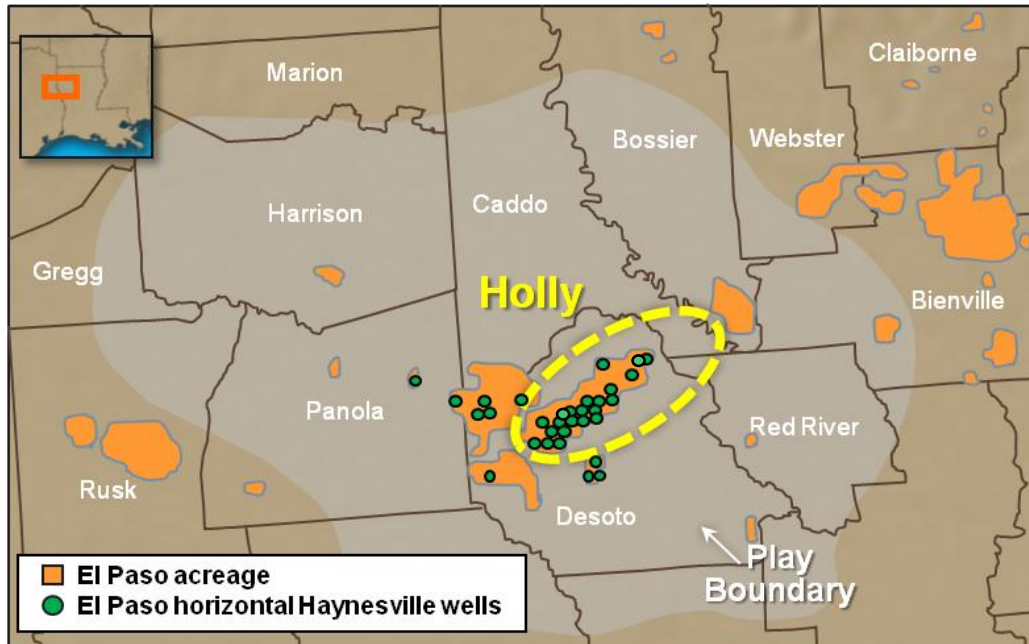 Claiborne
Marion
Bossier
Webster
Caddo
Harrison
Gregg
Holly
Bienville
Panola
Red River
Rusk
Desoto
Play
Boundary
El Paso acreage
El Paso horizontal Haynesville wells